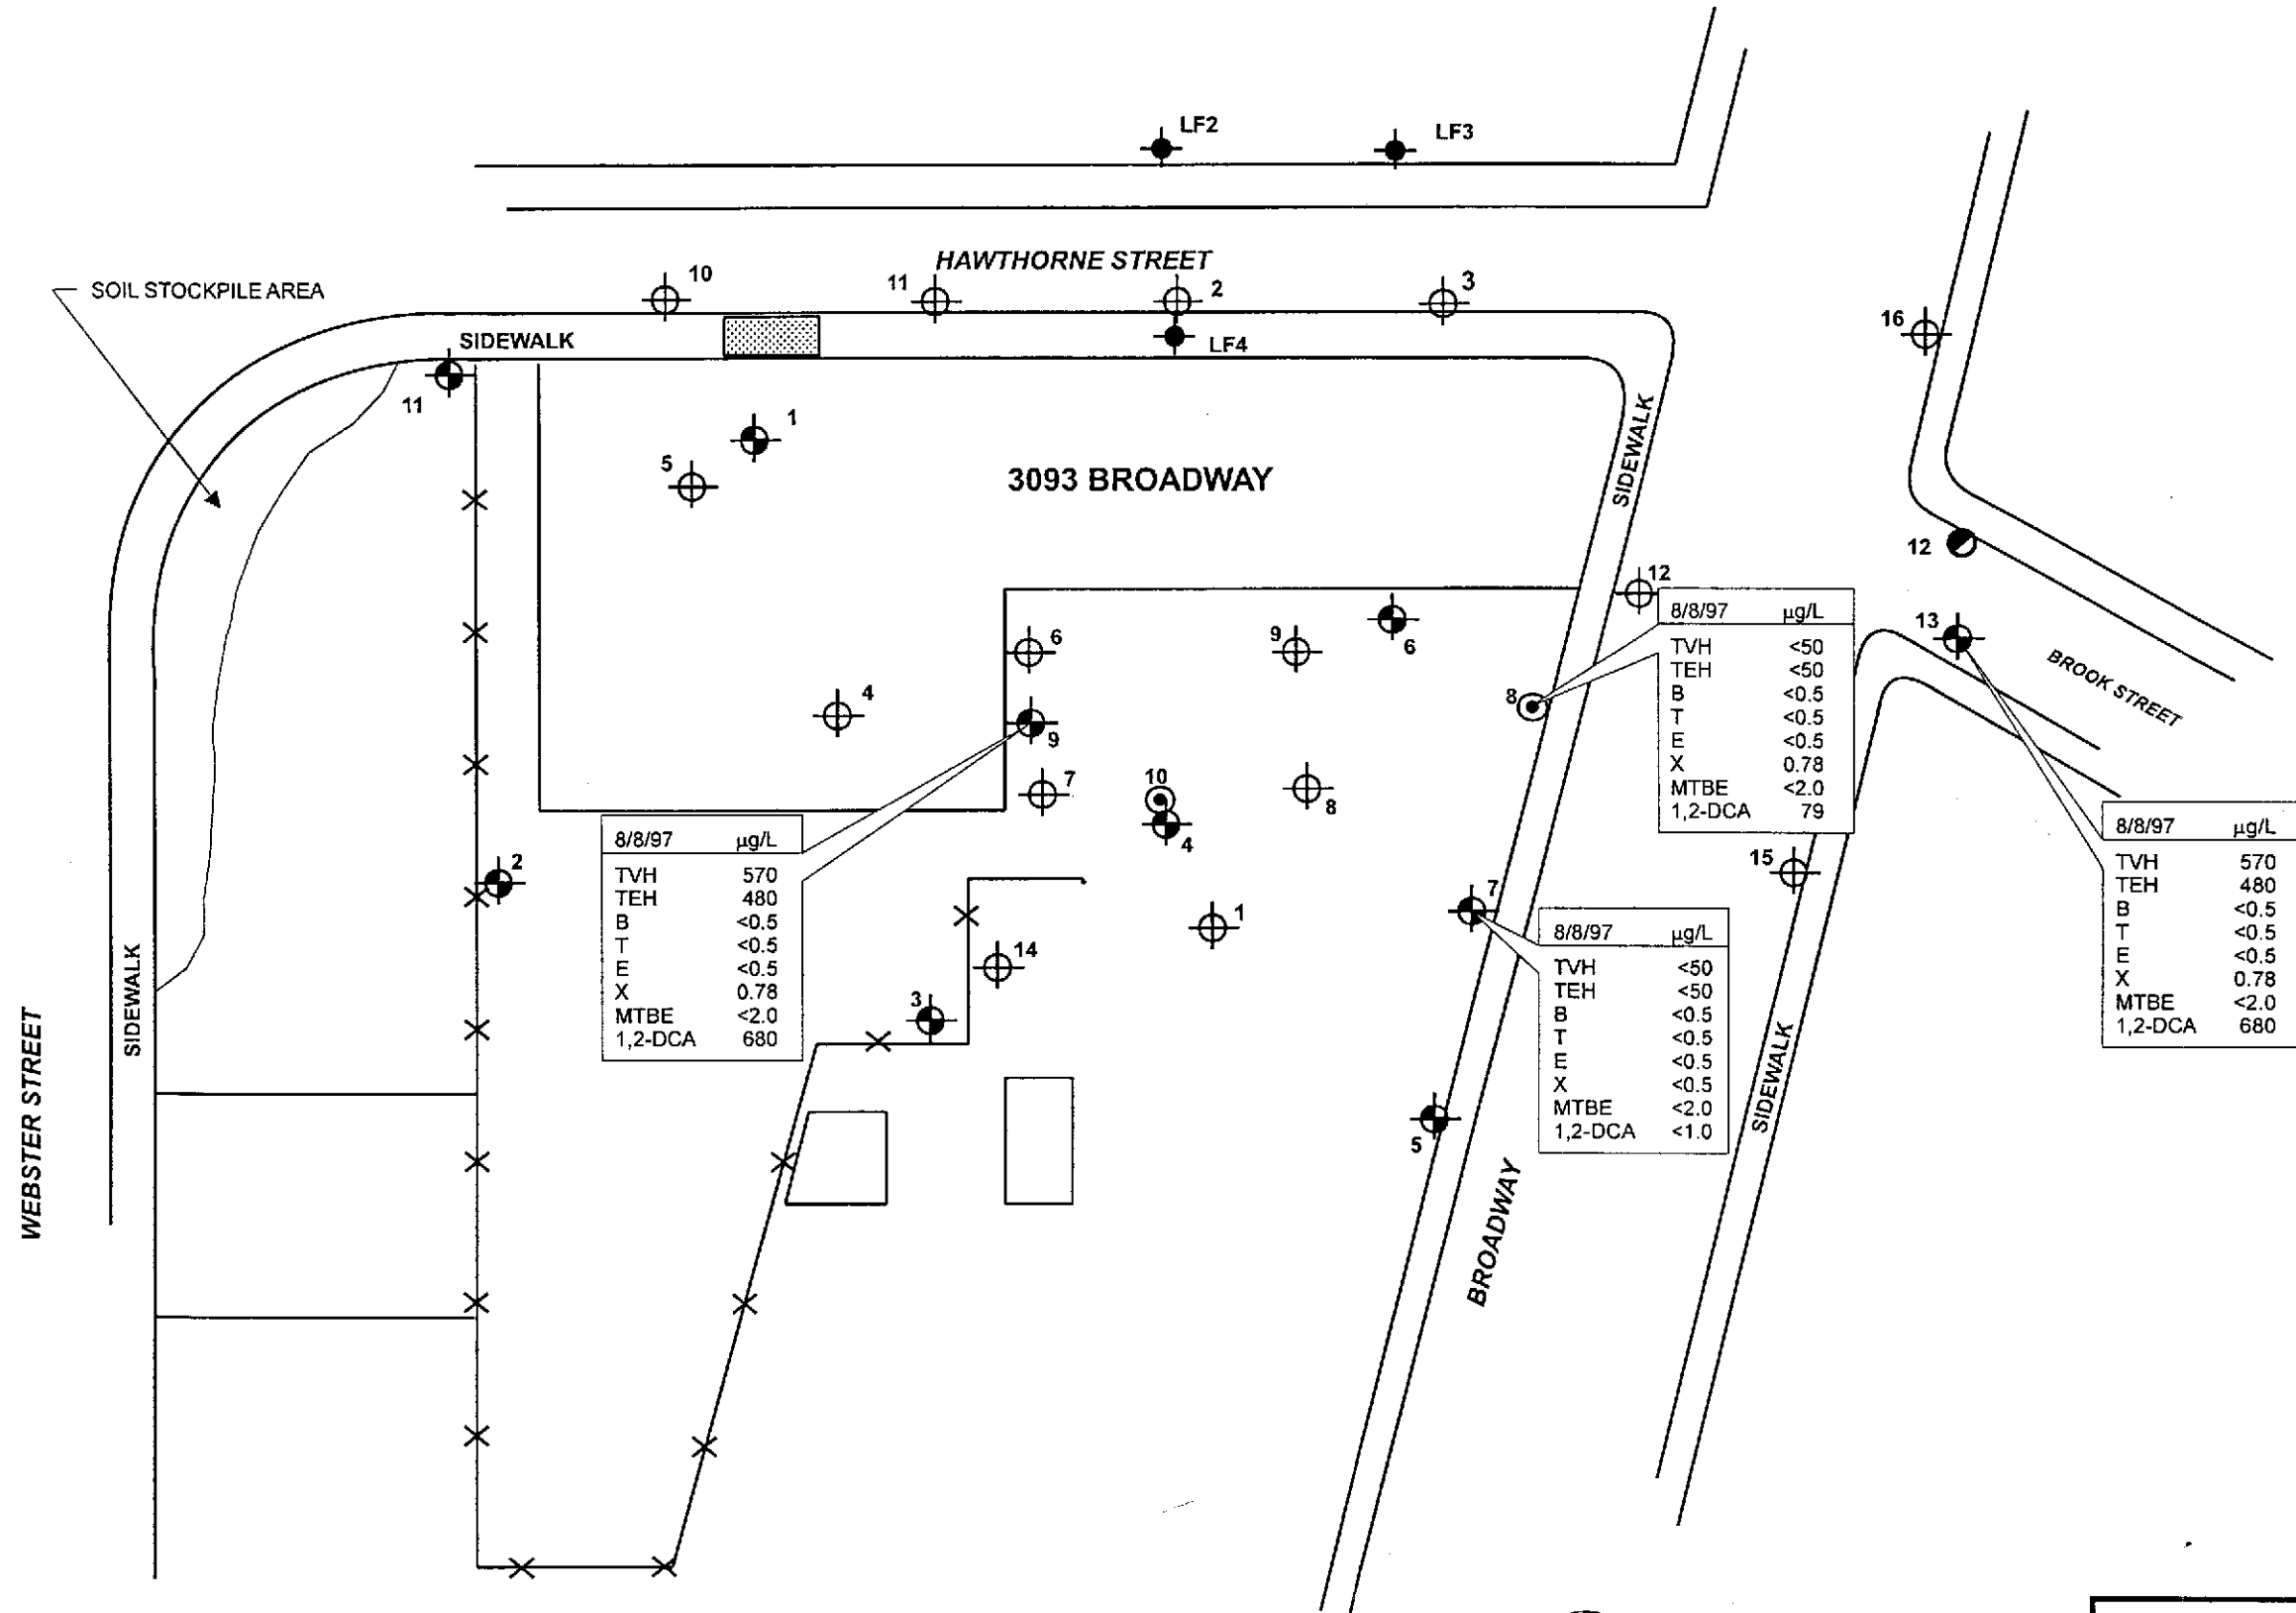 LF2
LF3
HAWTHORNE STREET
SOIL STOCKPILE AREA
10
11
2
3
SIDEWALK
LF4
16
11
1
5
3093 BROADWAY
SIDEWALK
12
12
13
BROOK STREET
6
9
6
4
9
8
7
10
8
4
8/8/97 µg/L
TVH <50
TEH <50
B <0.5
T <0.5
E <0.5
X 0.78
MTBE <2.0
1,2-DCA 79
8/8/97 µg/L
TVH 570
TEH 480
B <0.5
T <0.5
E <0.5
X 0.78
MTBE <2.0
1,2-DCA 680
2
8/8/97 µg/L
TVH 570
TEH 480
B <0.5
T <0.5
E <0.5
X 0.78
MTBE <2.0
1,2-DCA 680
15
7
1
14
3
8/8/97 µg/L
TVH <50
TEH <50
B <0.5
T <0.5
E <0.5
X <0.5
MTBE <2.0
1,2-DCA <1.0
5
SIDEWALK
WEBSTER STREET
SIDEWALK
BROADWAY